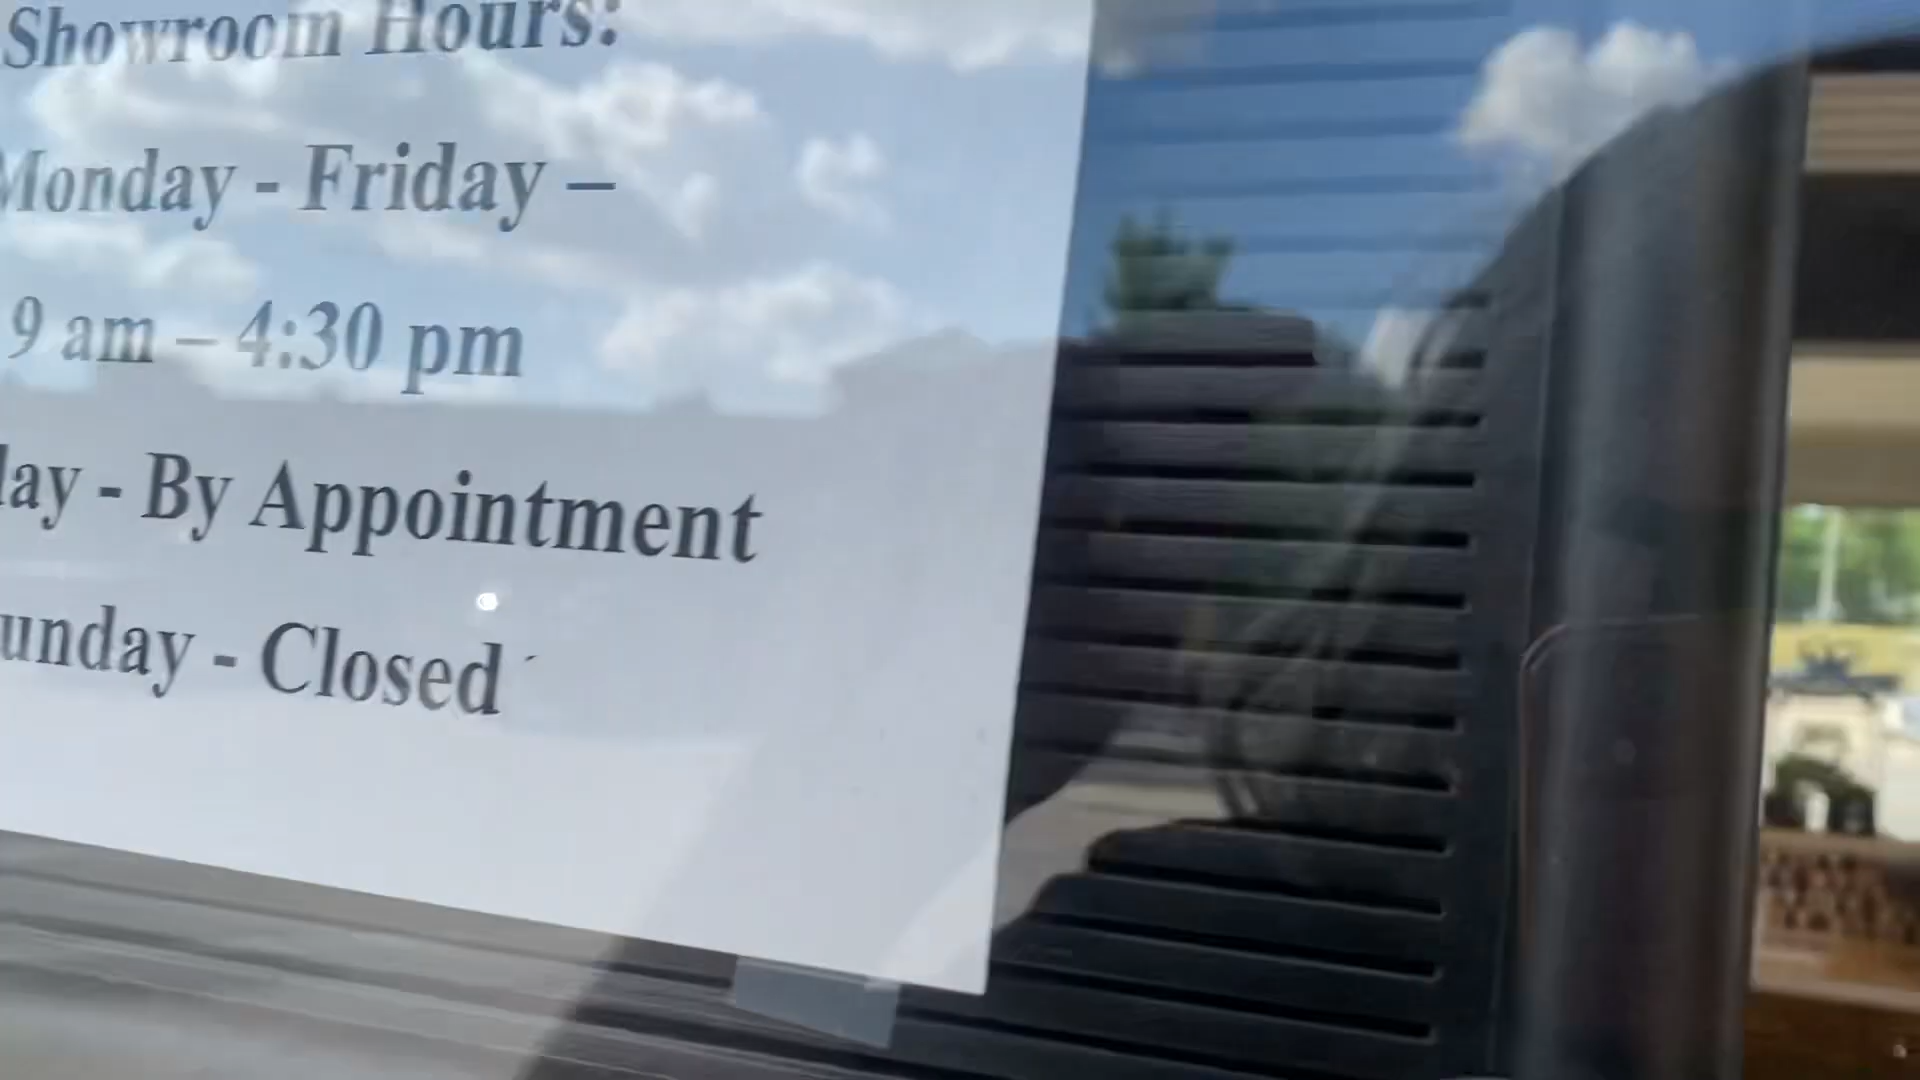 Showroom Hours:
Monday - Friday –
9 am – 4:30 pm
day - By Appointment
unday - Closed